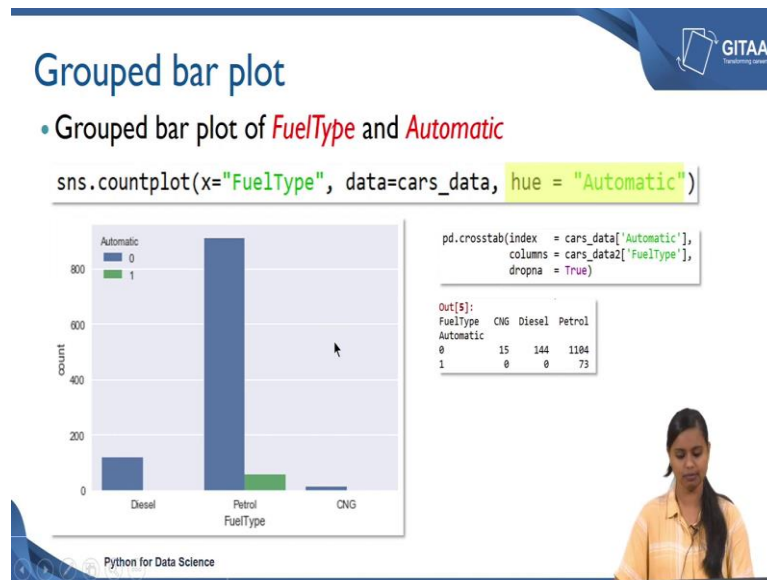 GITAA
Transforming careers
Grouped bar plot
• Grouped bar plot of FuelType and Automatic
sns.countplot(x="FuelType", data=cars_data, hue = "Automatic")
Automatic
0
1
800
600
400
200
0
count
Diesel Petrol CNG
FuelType
pd.crosstab(index = cars_data['Automatic'],
columns = cars_data2['FuelType'],
dropna = True)
Out[5]:
FuelType CNG Diesel Petrol
Automatic
0 15 144 1104
1 0 0 73
Python for Data Science